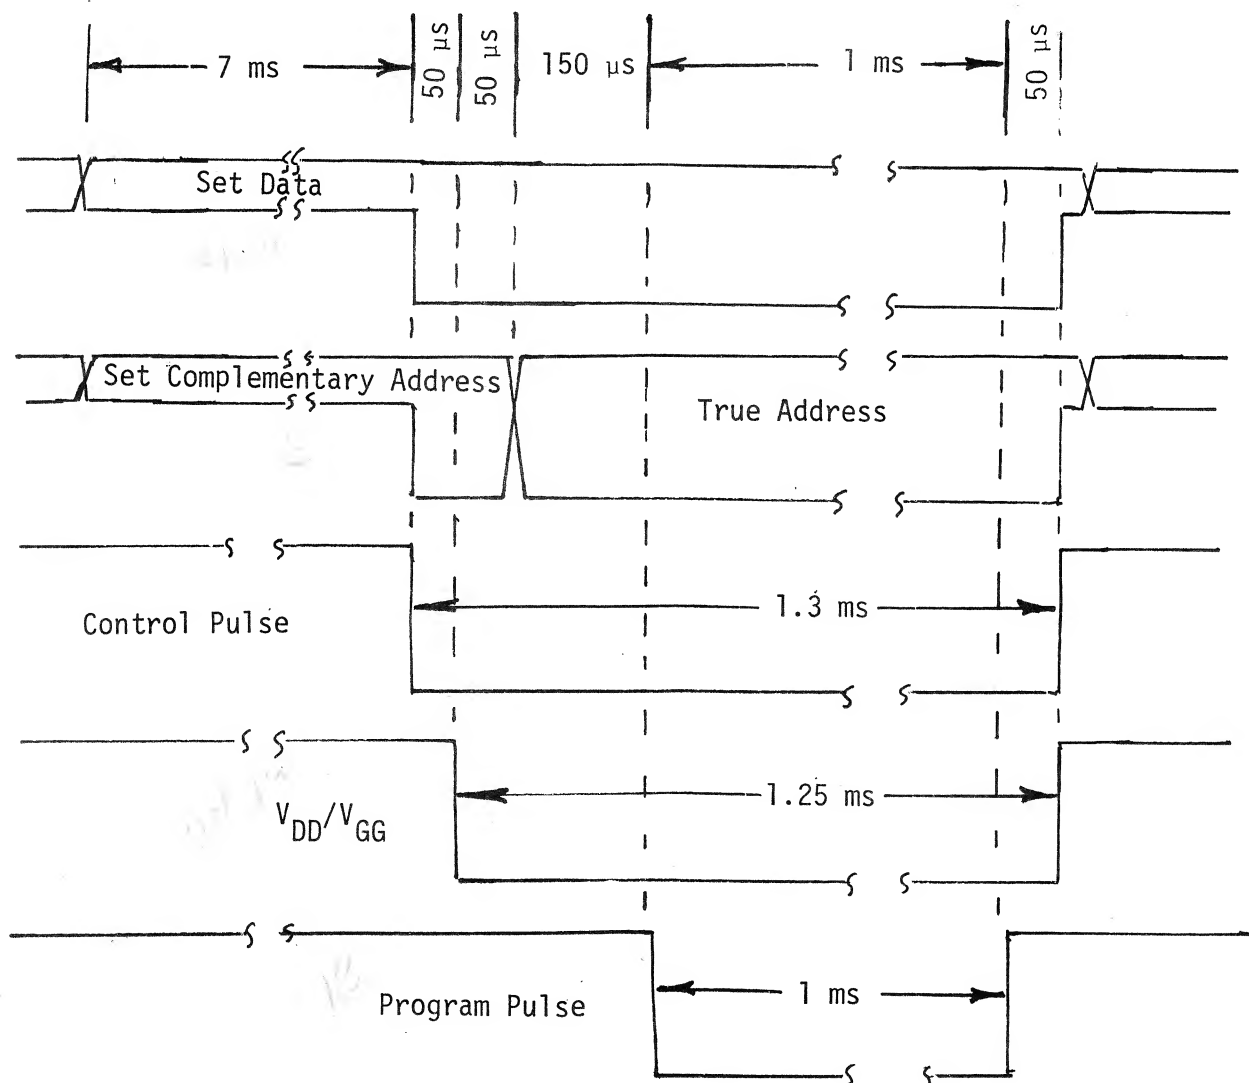 7 ms
50 µs
50 µs
150 µs
1 ms
50 µs
Set Data
Set Complementary Address
True Address
Control Pulse
1.3 ms
V_DD/V_GG
1.25 ms
Program Pulse
1 ms